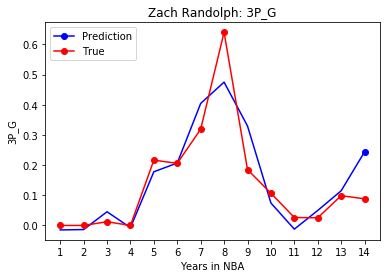 Zach Randolph: 3P_G
Prediction
True
0.6
0.5
0.4
0.3
0.2
0.1
0.0
3P_G
1 2 3 4 5 6 7 8 9 10 11 12 13 14
Years in NBA